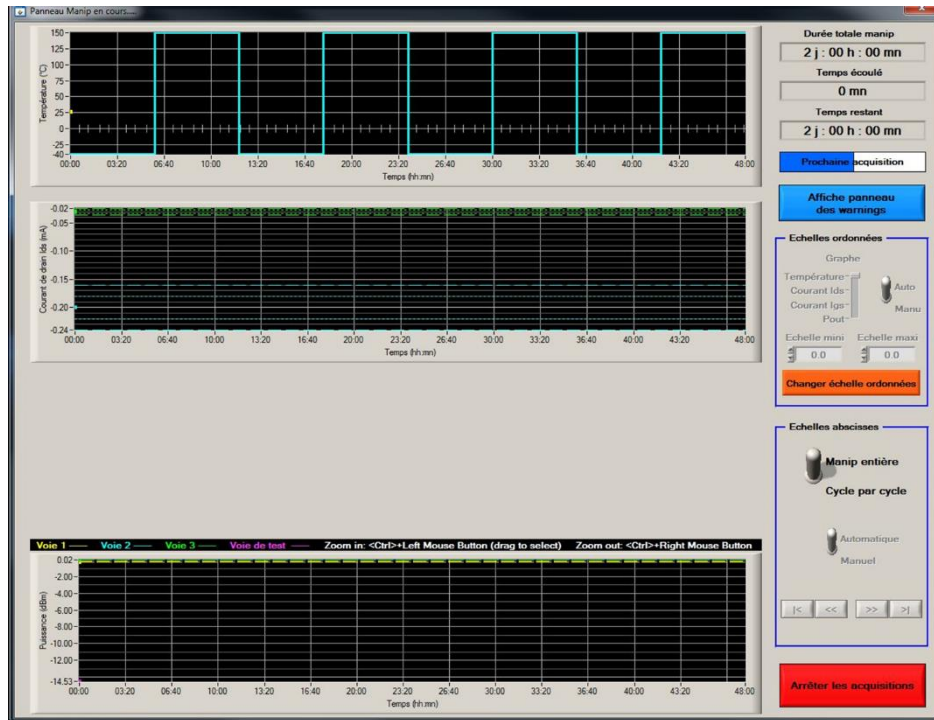 Panneau Manip en cours....
150
125
100
75
50
25
0
-25
-40
Température (°C)
00:00 03:20 06:40 10:00 13:20 16:40 20:00 23:20 26:40 30:00 33:20 36:40 40:00 43:20 48:00
Temps (hh:mn)
-0.02
-0.05
-0.10
-0.15
-0.20
-0.24
Courant de drain Ids (mA)
00:00 03:20 06:40 10:00 13:20 16:40 20:00 23:20 26:40 30:00 33:20 36:40 40:00 43:20 48:00
Temps (hh:mn)
Voie 1 Voie 2 Voie 3 Voie de test Zoom in: <Ctrl>+Left Mouse Button (drag to select) Zoom out: <Ctrl>+Right Mouse Button
0.02
-2.00
-4.00
-6.00
-8.00
-10.00
-12.00
-14.53
Puissance (dBm)
00:00 03:20 06:40 10:00 13:20 16:40 20:00 23:20 26:40 30:00 33:20 36:40 40:00 43:20 48:00
Temps (hh:mn)
Durée totale manip
2 j : 00 h : 00 mn
Temps écoulé
0 mn
Temps restant
2 j : 00 h : 00 mn
Prochaine acquisition
Affiche panneau
des warnings
Echelles ordonnées
Graphe
Température
Courant Ids
Courant Igs
Pout
Auto
Manu
Echelle mini Echelle maxi
0.0 0.0
Changer échelle ordonnées
Echelles abscisses
Manip entière
Cycle par cycle
Automatique
Manuel
|< << >> >|
Arrêter les acquisitions